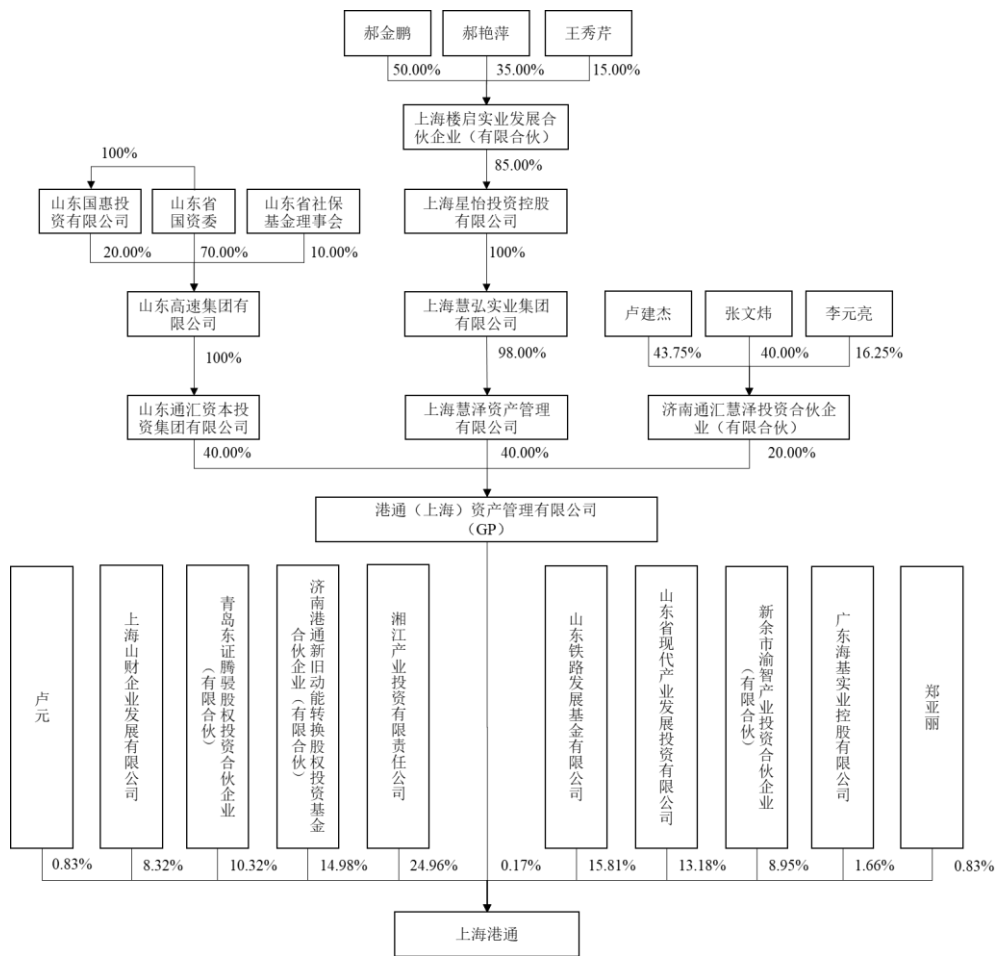 郝金鹏
郝艳萍
王秀芹
50.00%
35.00%
15.00%
上海楼启实业发展合
伙企业（有限合伙）
100%
85.00%
山东国惠投
资有限公司
山东省
国资委
山东省社保
基金理事会
上海星怡投资控股
有限公司
20.00%
70.00%
10.00%
100%
山东高速集团有
限公司
上海慧弘实业集团
有限公司
卢建杰
张文炜
李元亮
100%
98.00%
43.75%
40.00%
16.25%
山东通汇资本投
资集团有限公司
上海慧泽资产管理
有限公司
济南通汇慧泽投资合伙企
业（有限合伙）
40.00%
40.00%
20.00%
港通（上海）资产管理有限公司
（GP）
卢元
上海山财企业发展有限公司
青岛东证腾骎股权投资合伙企业
（有限合伙）
济南港通新旧动能转换股权投资基金
合伙企业（有限合伙）
湘江产业投资有限责任公司
山东铁路发展基金有限公司
山东省现代产业发展投资有限公司
新余市渝智产业投资合伙企业
（有限合伙）
广东海基实业控股有限公司
郑亚丽
0.83%
8.32%
10.32%
14.98%
24.96%
0.17%
15.81%
13.18%
8.95%
1.66%
0.83%
上海港通